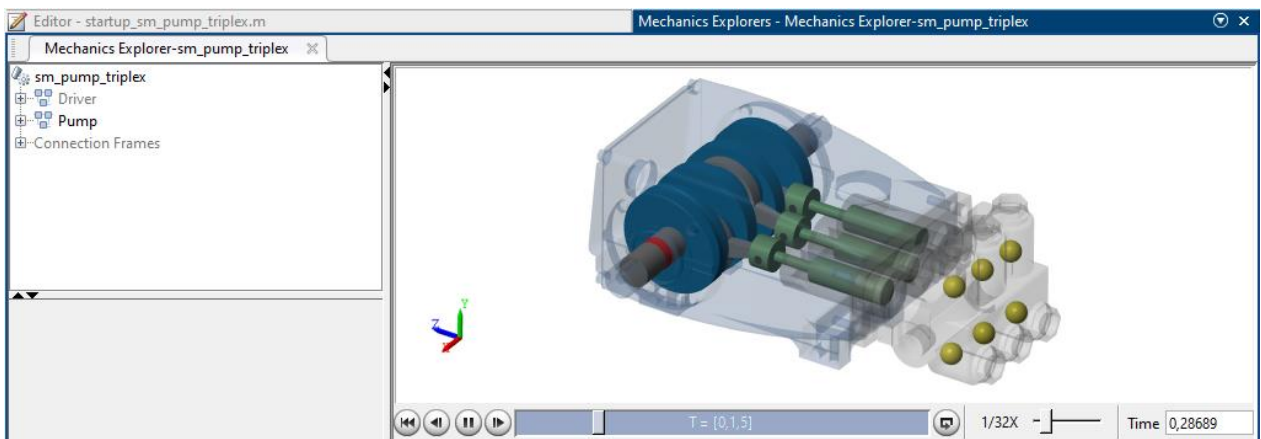 Editor - startup_sm_pump_triplex.m
Mechanics Explorers - Mechanics Explorer-sm_pump_triplex
Mechanics Explorer-sm_pump_triplex
sm_pump_triplex
Driver
Pump
Connection Frames
Y
Z
X
T = [0,1,5]
1/32X
Time 0,28689